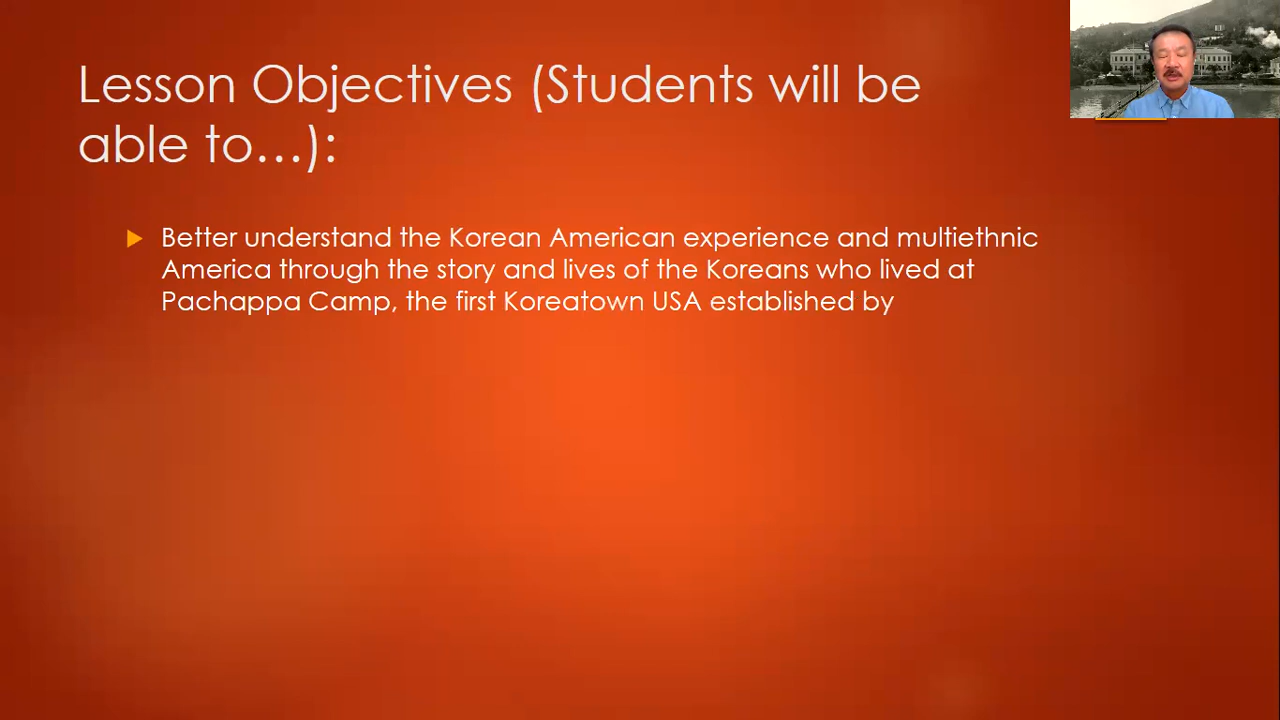 Lesson Objectives (Students will be
able to…):
Better understand the Korean American experience and multiethnic
America through the story and lives of the Koreans who lived at
Pachappa Camp, the first Koreatown USA established by